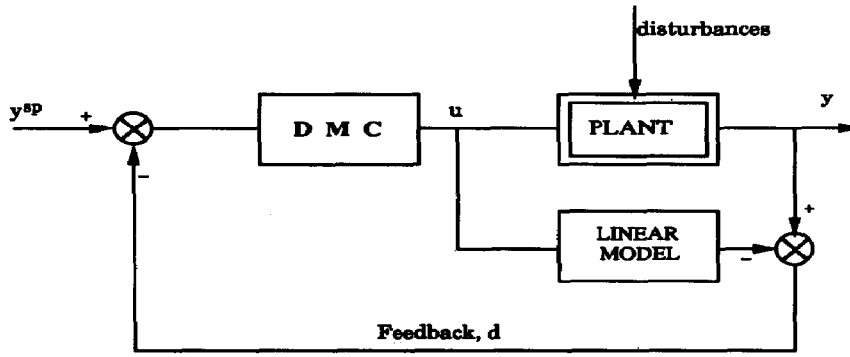 disturbances
y^sp
+
D M C
u
PLANT
y
−
+
LINEAR
MODEL
−
Feedback, d